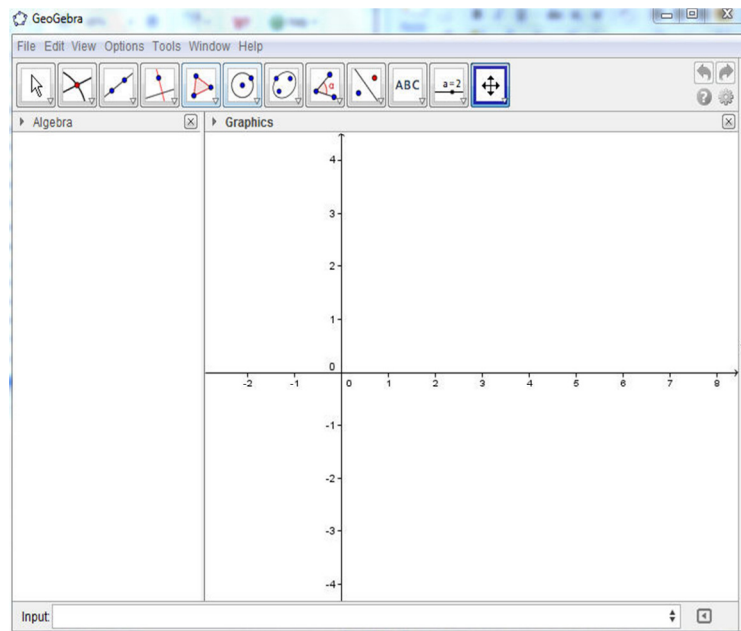 GeoGebra
File Edit View Options Tools Window Help
α ABC a=2
Algebra Graphics
4
3
2
1
0
-2 -1 0 1 2 3 4 5 6 7 8
-1
-2
-3
-4
Input: